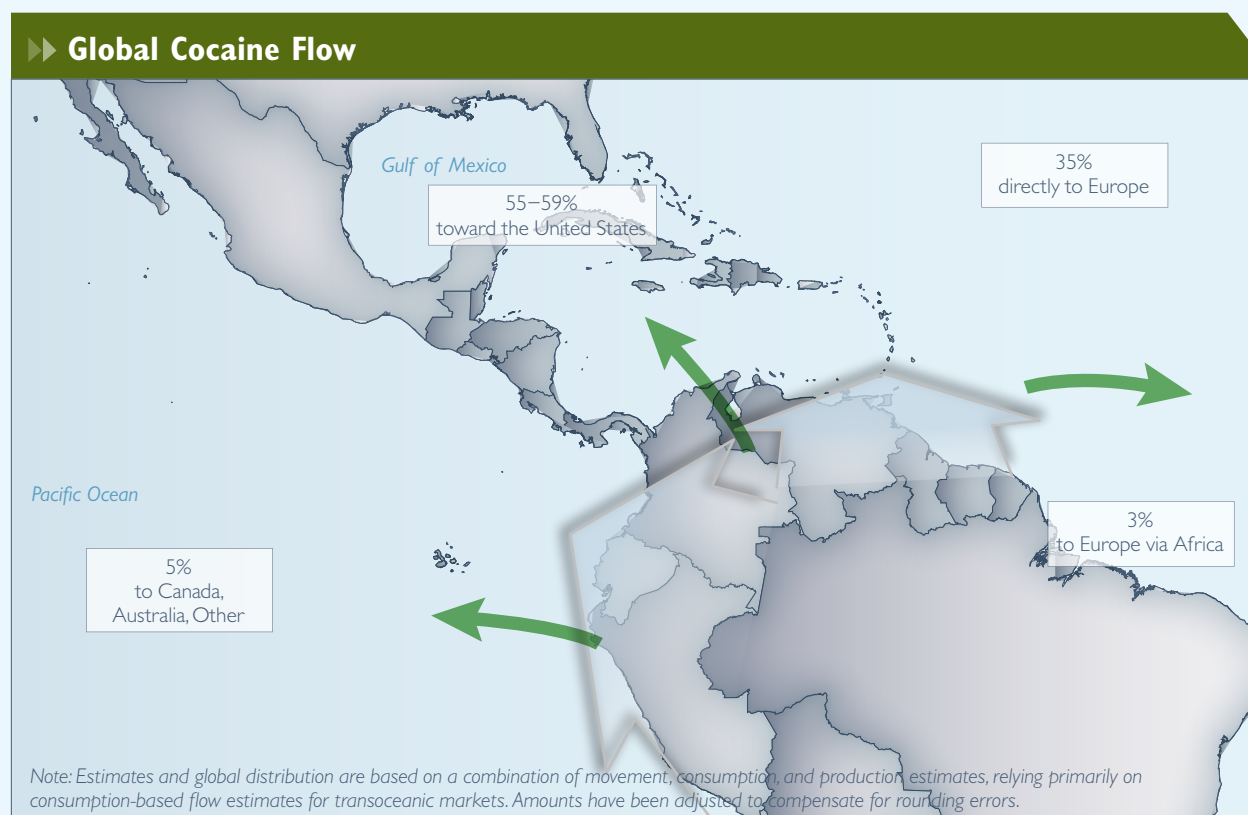 Global Cocaine Flow
Gulf of Mexico
35%
directly to Europe
55–59%
toward the United States
Pacific Ocean
3%
to Europe via Africa
5%
to Canada,
Australia, Other
Note: Estimates and global distribution are based on a combination of movement, consumption, and production estimates, relying primarily on
consumption-based flow estimates for transoceanic markets. Amounts have been adjusted to compensate for rounding errors.